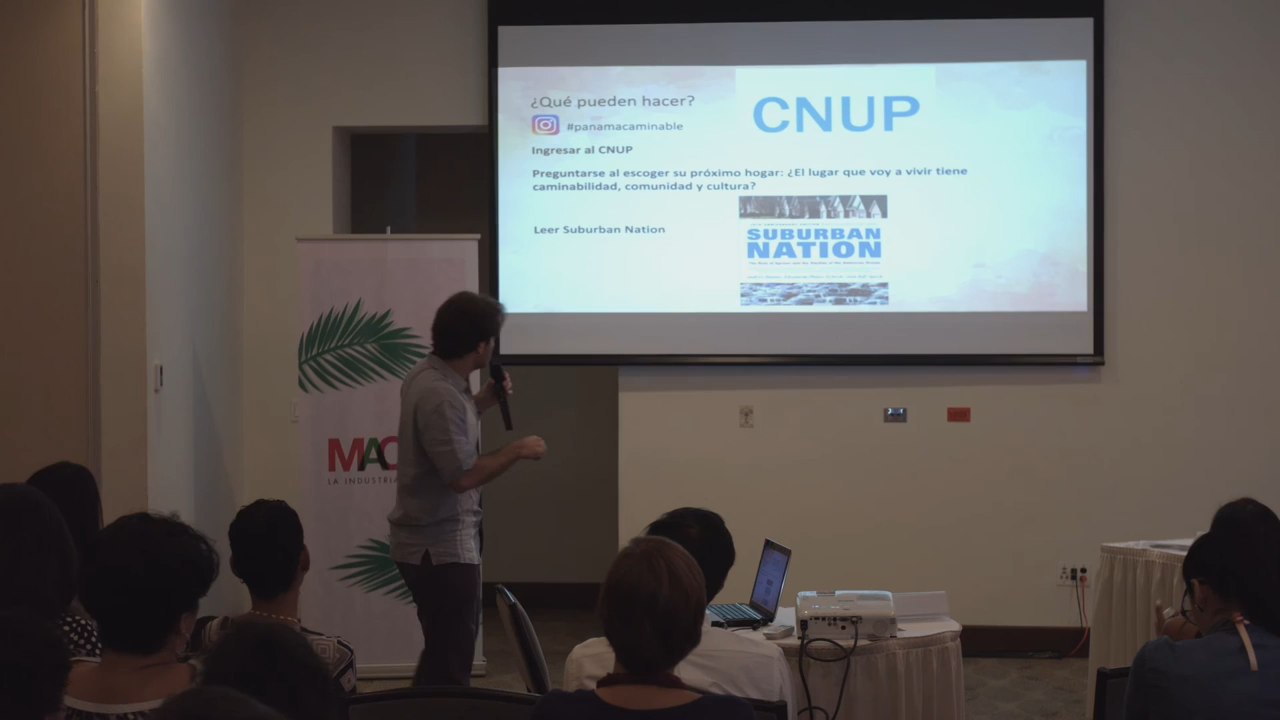 ¿Qué pueden hacer?
CNUP
#panamacaminable
Ingresar al CNUP
Preguntarse al escoger su próximo hogar: ¿El lugar que voy a vivir tiene
caminabilidad, comunidad y cultura?
Leer Suburban Nation
SUBURBAN
NATION
MAC
LA INDUSTRIA